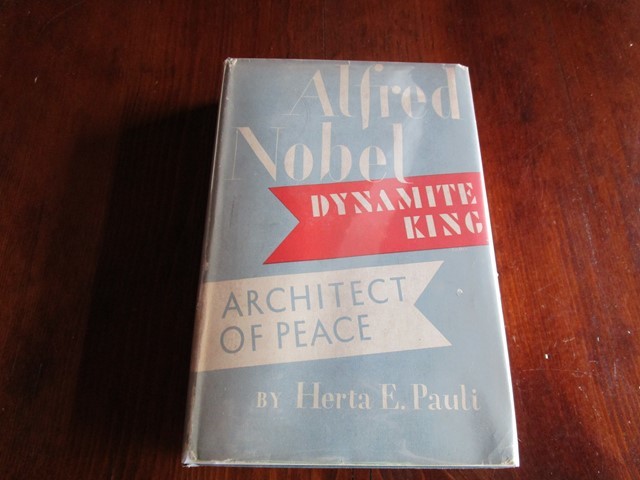 Alfred
Nobel
DYNAMITE
KING
ARCHITECT
OF PEACE
BY Herta E. Pauli